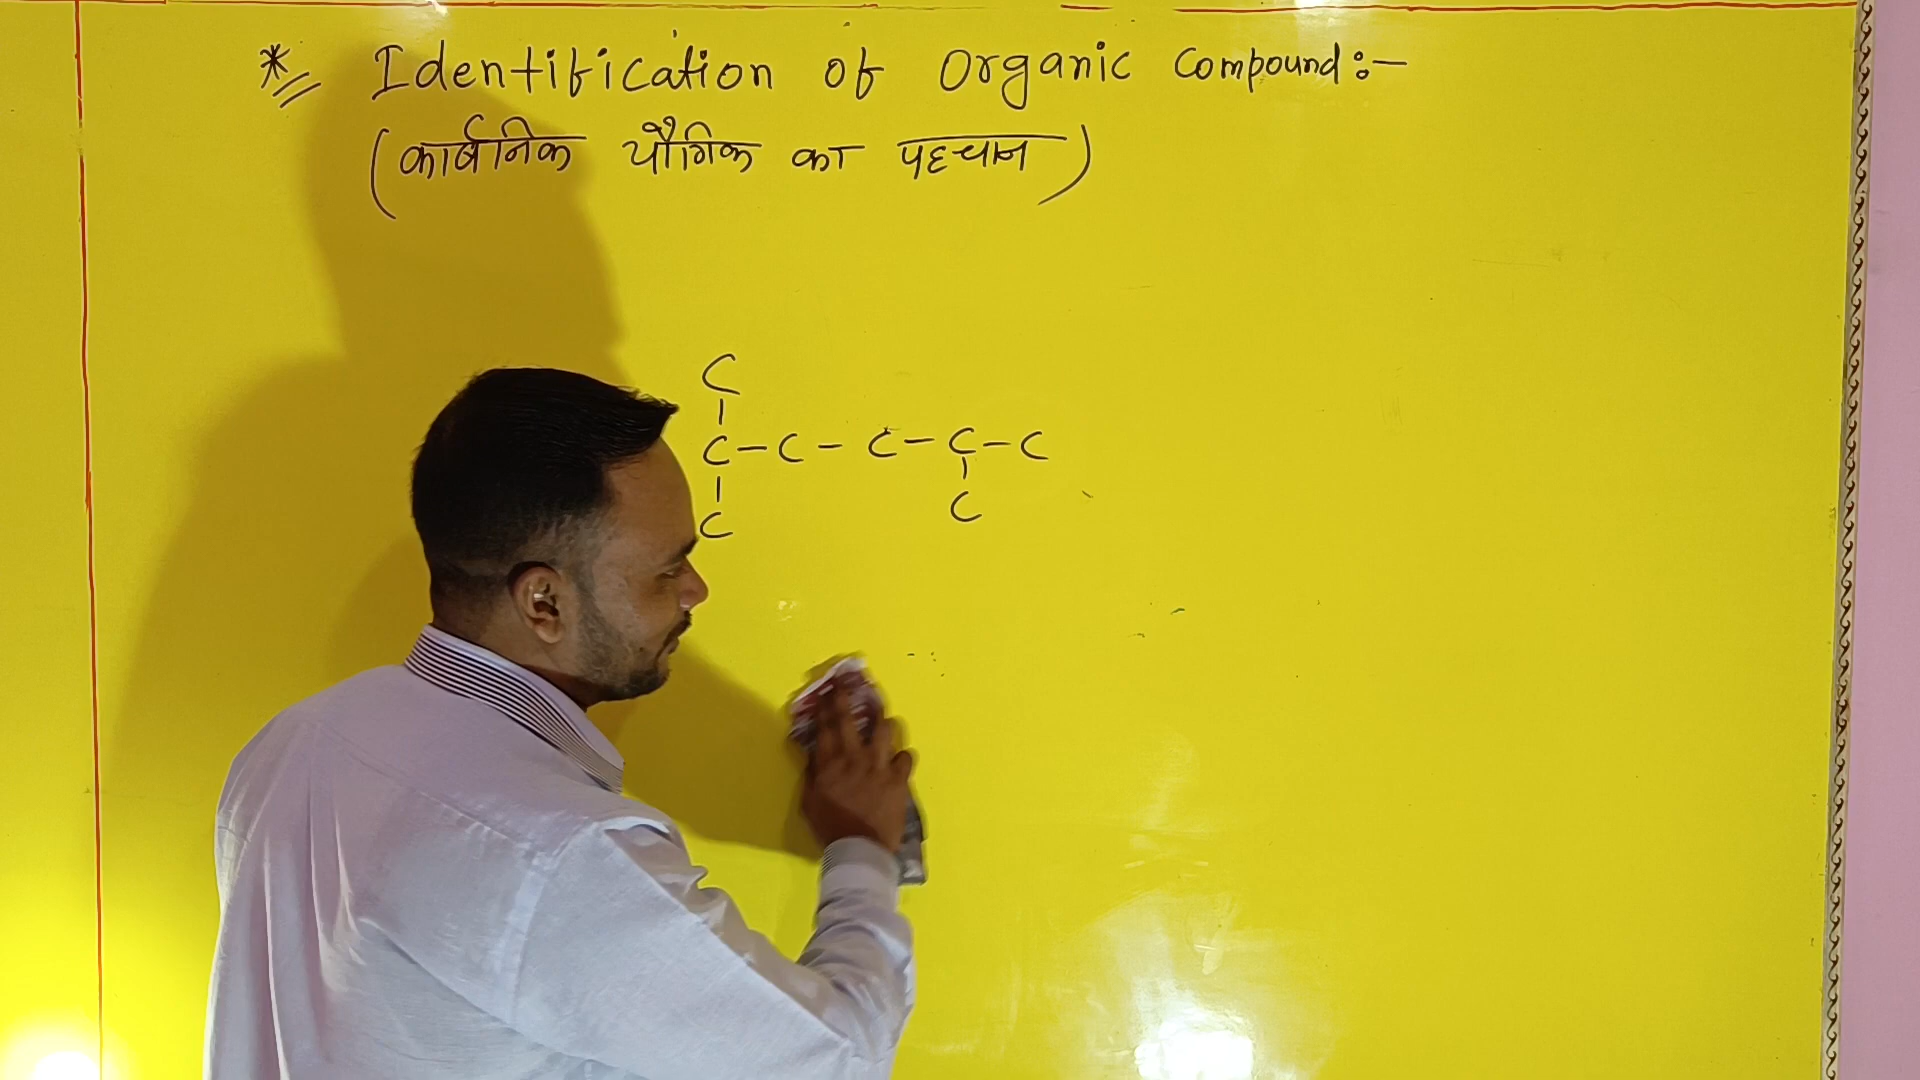 * Identification of Organic Compound:-
(कार्बनिक यौगिक का पहचान)
C
C-C-C-C-C
C C